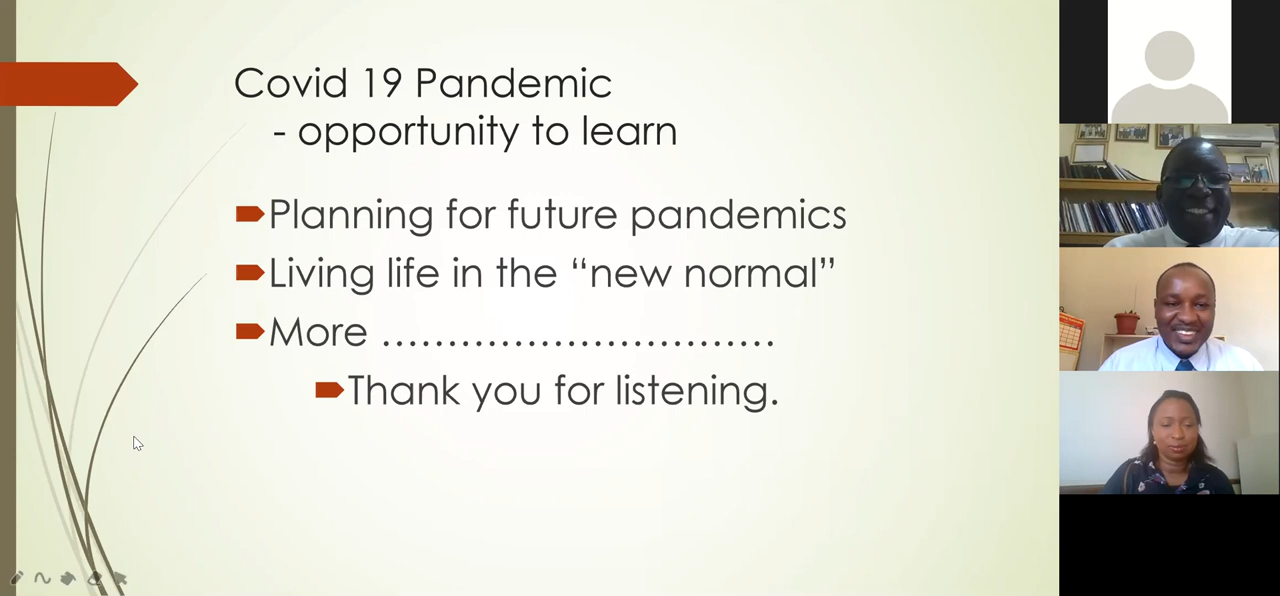 Covid 19 Pandemic
- opportunity to learn
Planning for future pandemics
Living life in the “new normal”
More ..............................
Thank you for listening.